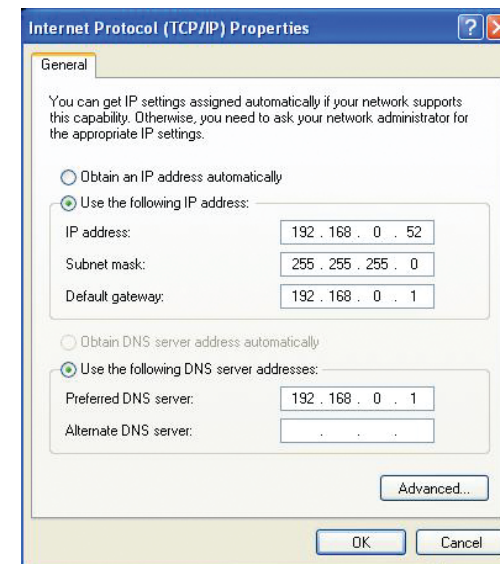 Internet Protocol (TCP/IP) Properties
General
You can get IP settings assigned automatically if your network supports
this capability. Otherwise, you need to ask your network administrator for
the appropriate IP settings.
Obtain an IP address automatically
Use the following IP address:
IP address: 192 . 168 . 0 . 52
Subnet mask: 255 . 255 . 255 . 0
Default gateway: 192 . 168 . 0 . 1
Obtain DNS server address automatically
Use the following DNS server addresses:
Preferred DNS server: 192 . 168 . 0 . 1
Alternate DNS server: . . .
Advanced...
OK Cancel